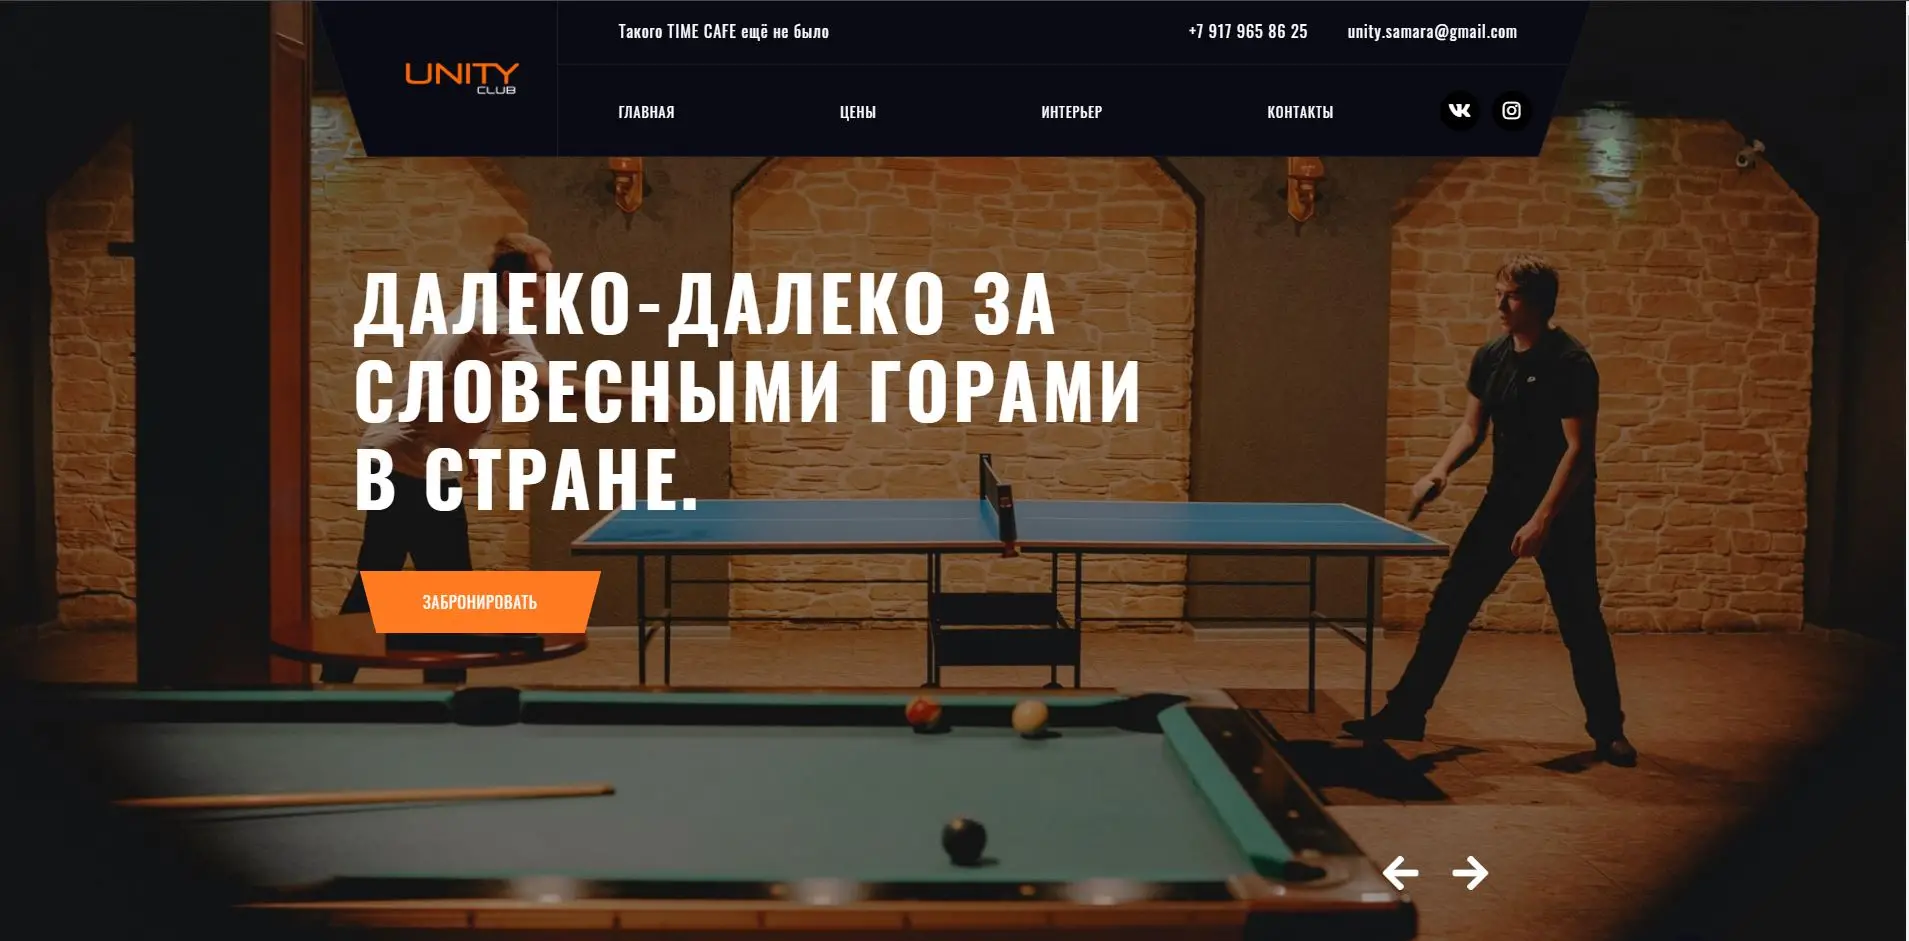 Такого TIME CAFE ещё не было
+7 917 965 86 25
unity.samara@gmail.com
UNITY
CLUB
ГЛАВНАЯ
ЦЕНЫ
ИНТЕРЬЕР
КОНТАКТЫ
ДАЛЕКО-ДАЛЕКО ЗА
СЛОВЕСНЫМИ ГОРАМИ
В СТРАНЕ.
ЗАБРОНИРОВАТЬ